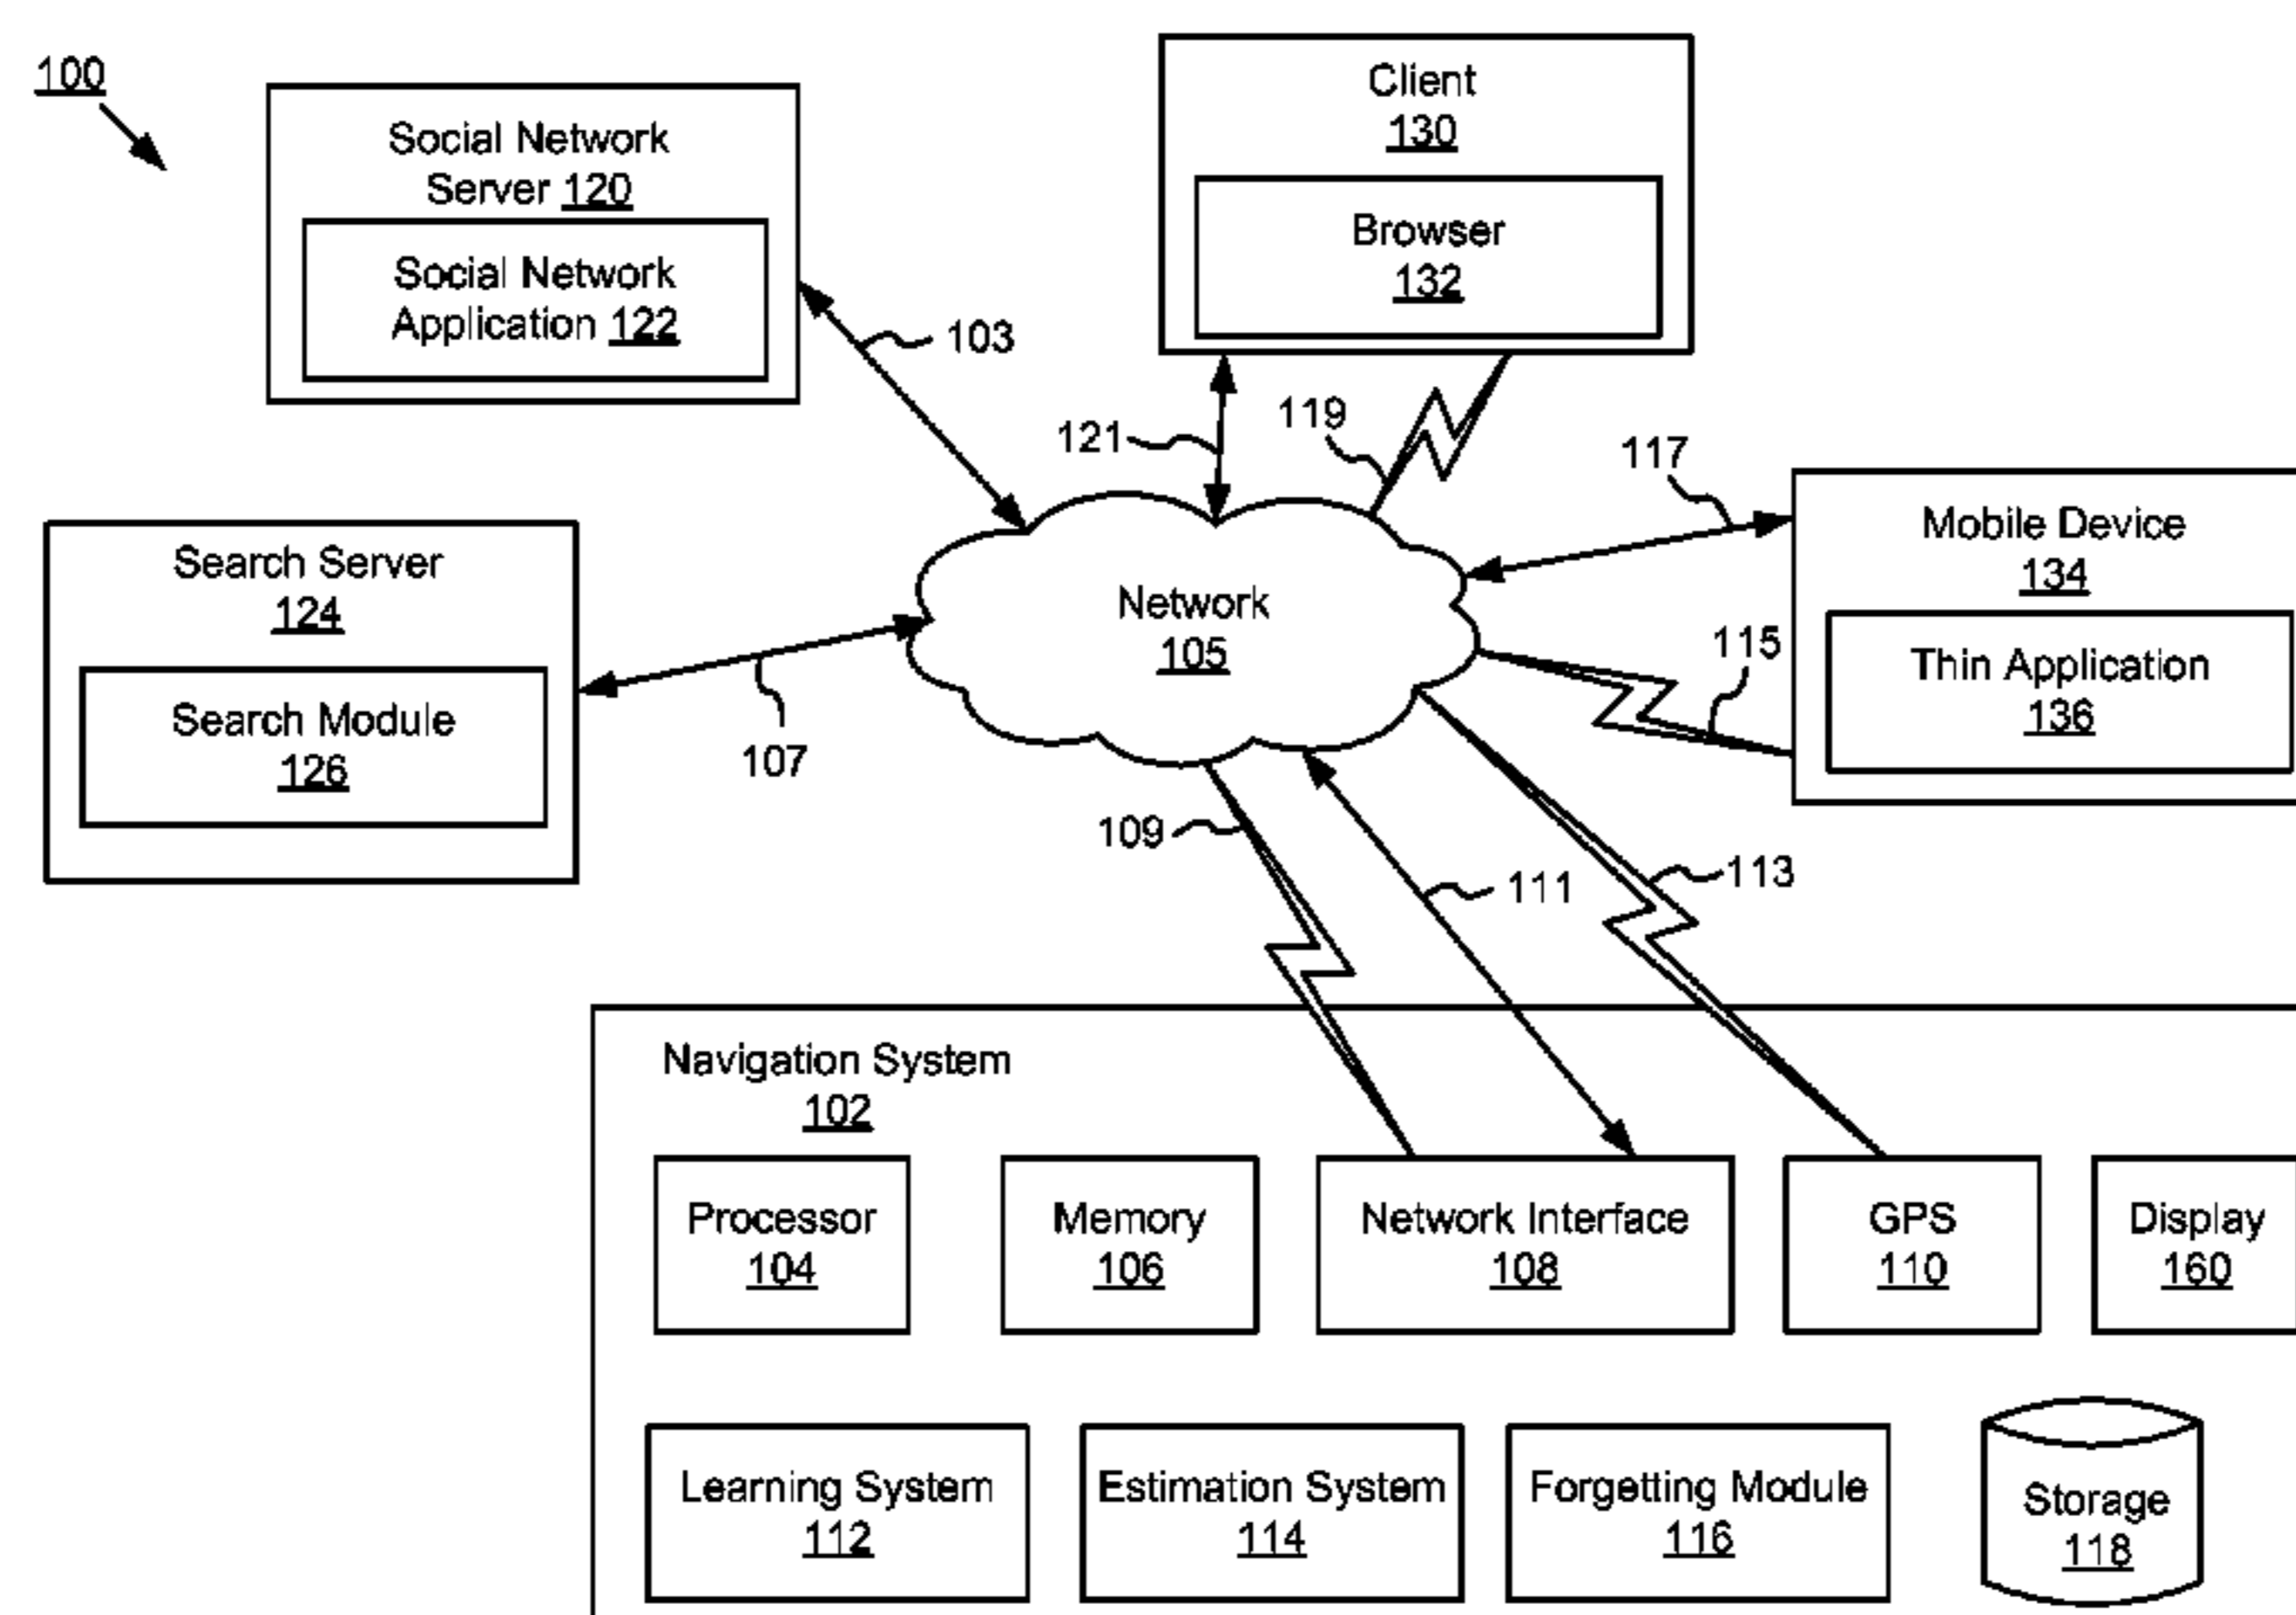 100
Social Network
Server 120
Social Network
Application 122
Client
130
Browser
132
103
121
119
117
Search Server
124
Search Module
126
107
Network
105
Mobile Device
134
Thin Application
136
115
109
111
113
Navigation System
102
Processor
104
Memory
106
Network Interface
108
GPS
110
Display
160
Learning System
112
Estimation System
114
Forgetting Module
116
Storage
118